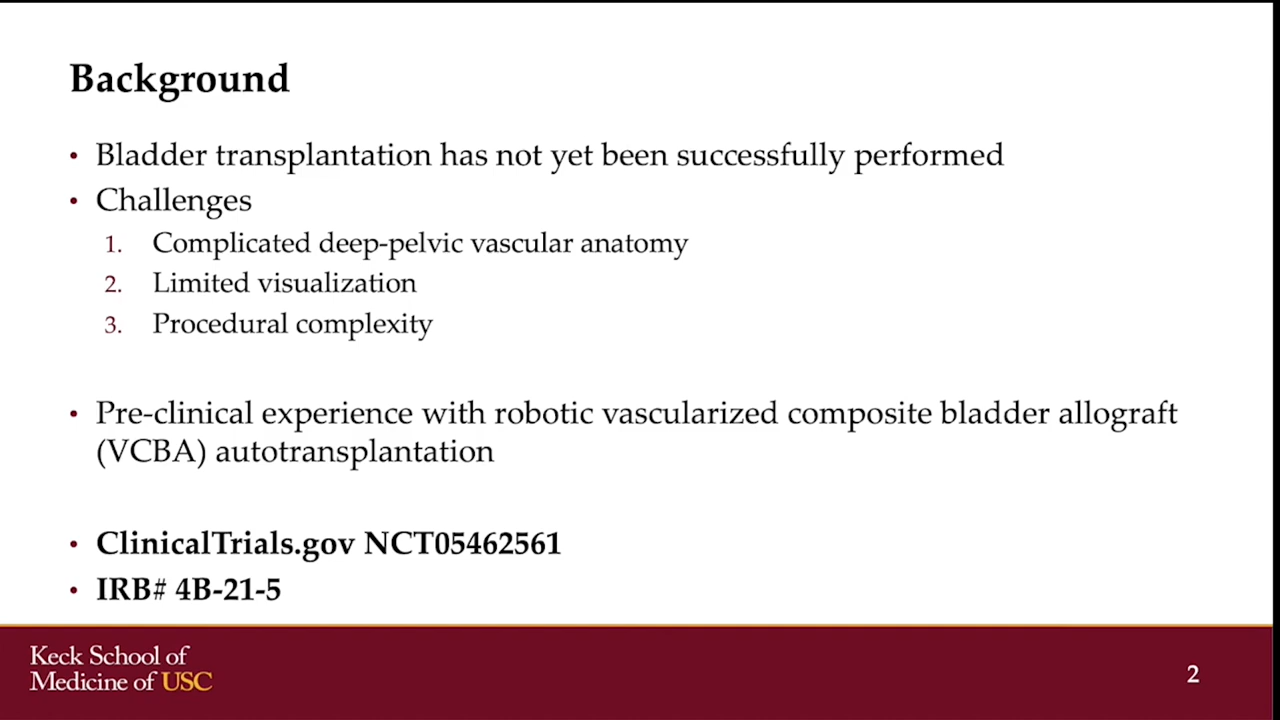 Background
• Bladder transplantation has not yet been successfully performed
• Challenges
1. Complicated deep-pelvic vascular anatomy
2. Limited visualization
3. Procedural complexity
• Pre-clinical experience with robotic vascularized composite bladder allograft
(VCBA) autotransplantation
• ClinicalTrials.gov NCT05462561
• IRB# 4B-21-5
Keck School of
Medicine of USC
2